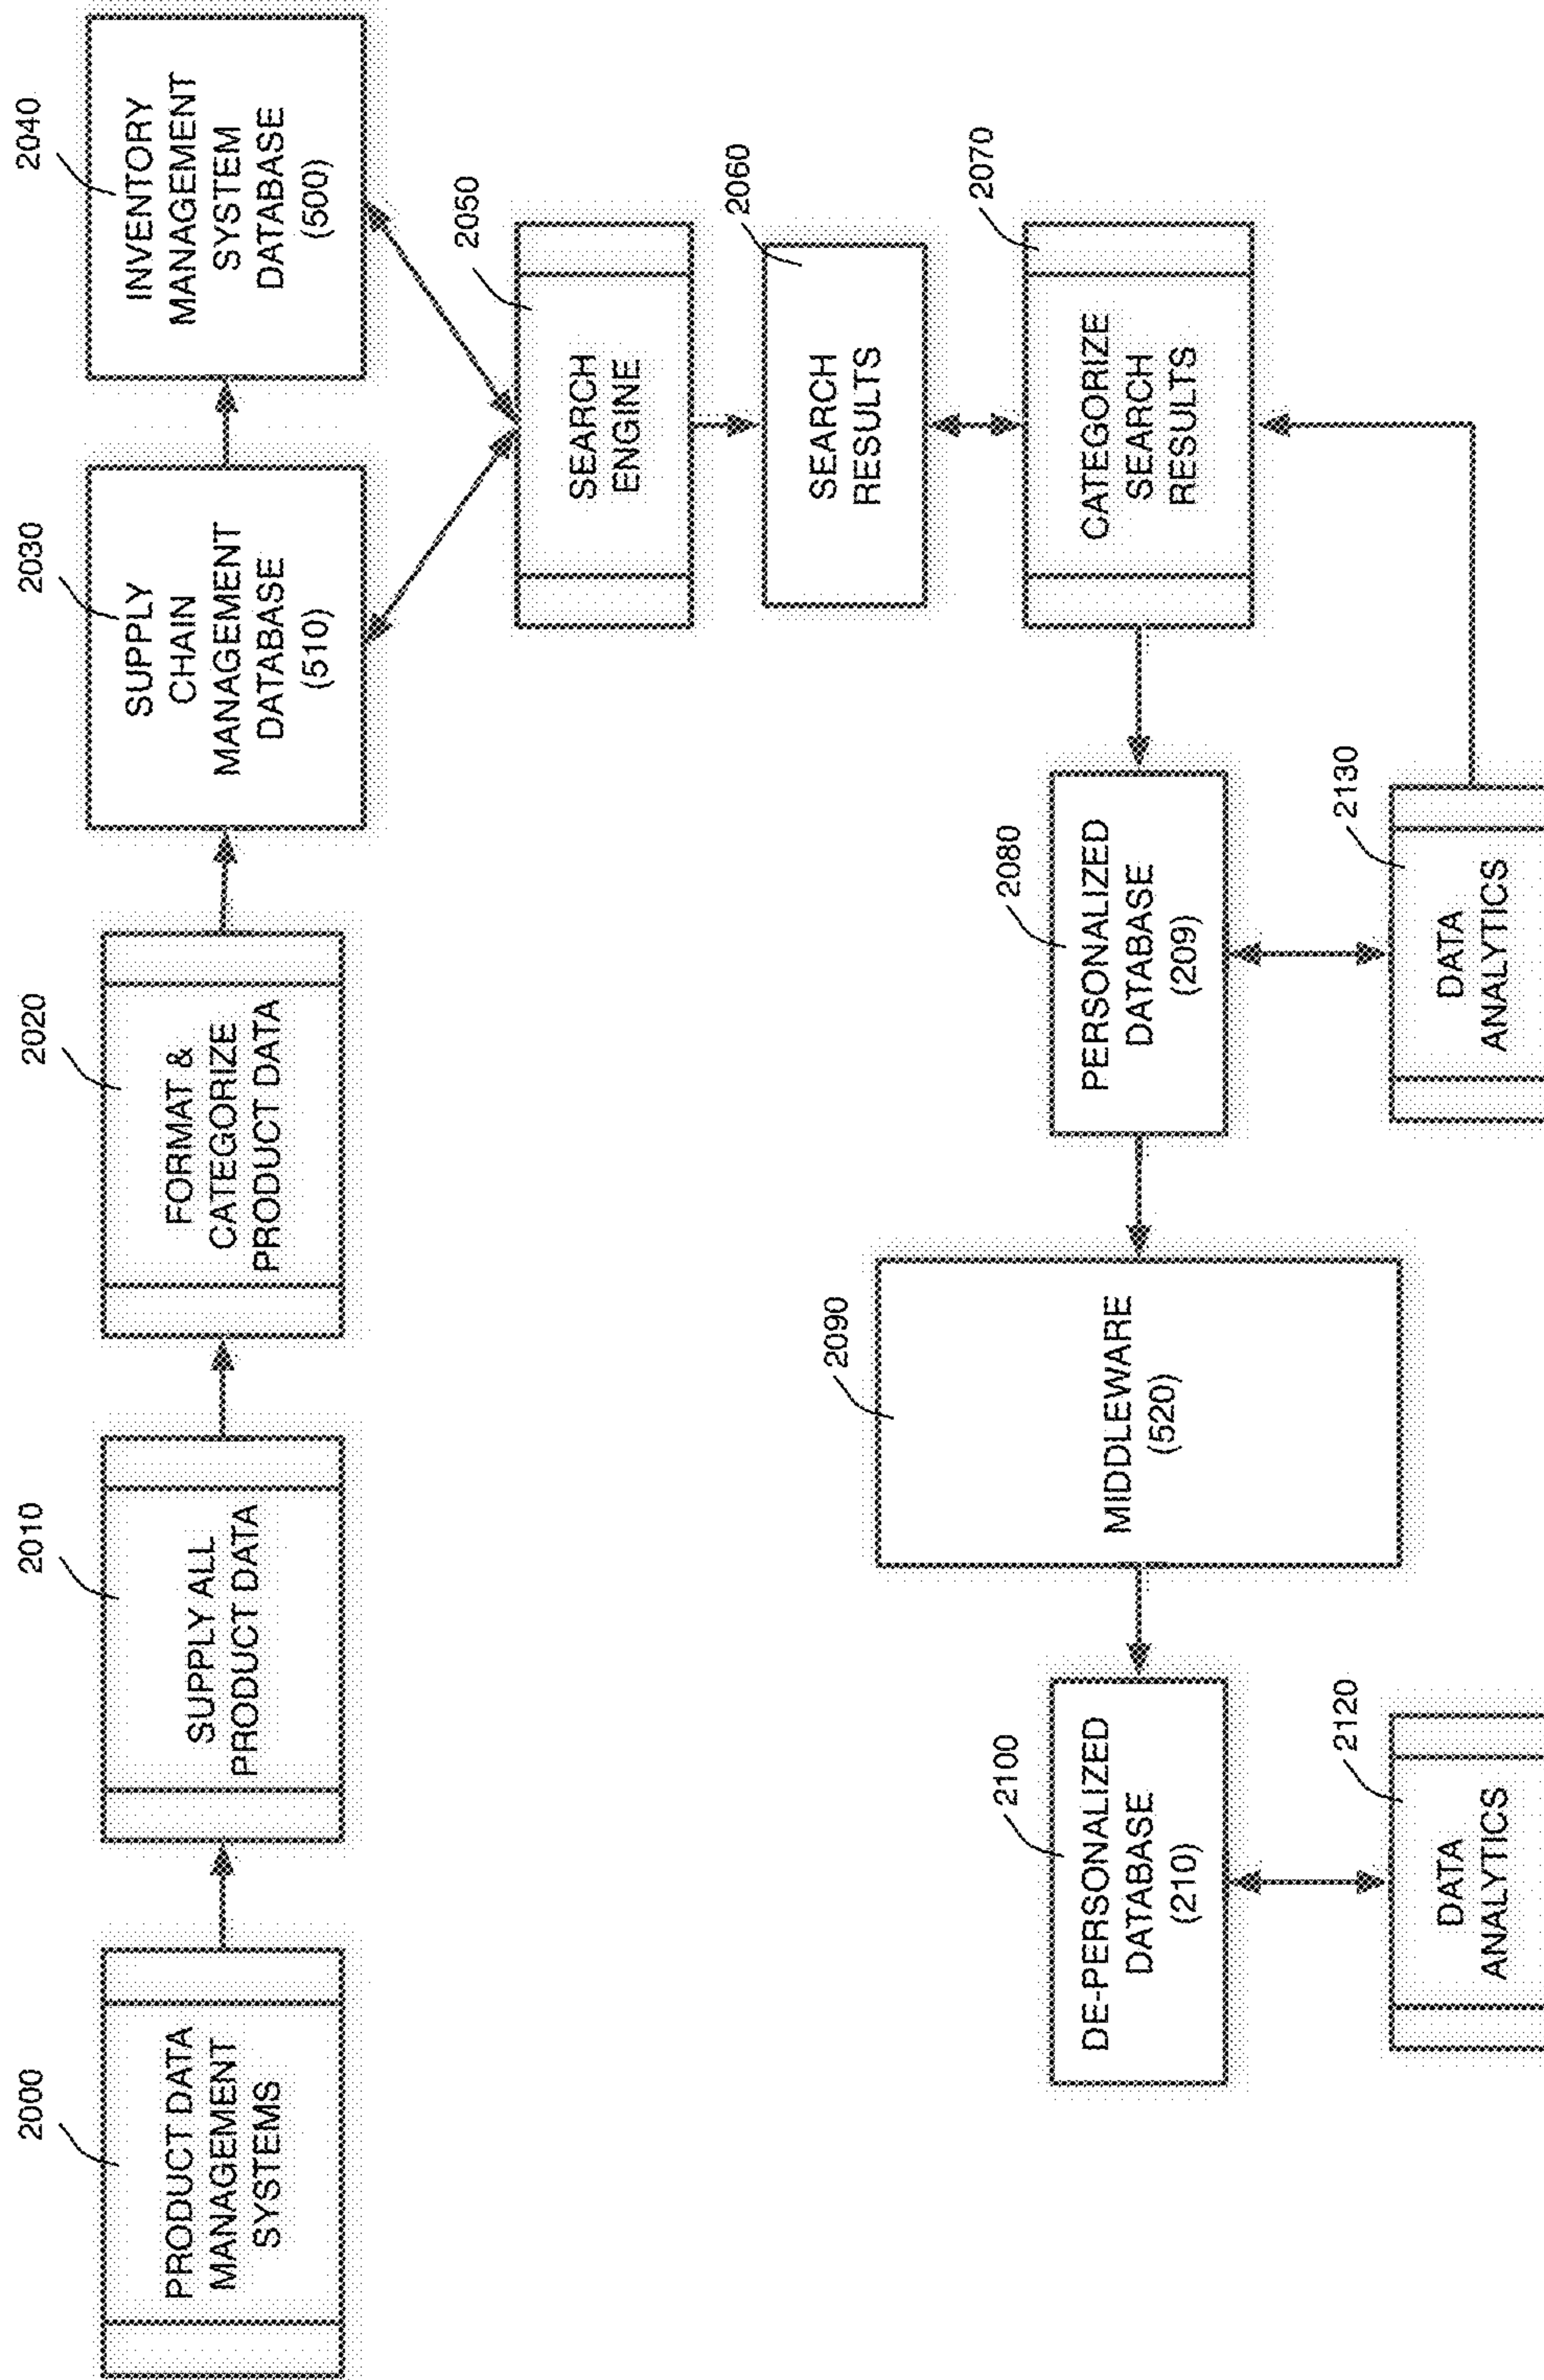 2000
PRODUCT DATA
MANAGEMENT
SYSTEMS
2010
SUPPLY ALL
PRODUCT DATA
2020
FORMAT &
CATEGORIZE
PRODUCT DATA
2030
SUPPLY
CHAIN
MANAGEMENT
DATABASE
(510)
2040
INVENTORY
MANAGEMENT
SYSTEM
DATABASE
(500)
2050
SEARCH
ENGINE
2060
SEARCH
RESULTS
2070
CATEGORIZE
SEARCH
RESULTS
2080
PERSONALIZED
DATABASE
(209)
2090
MIDDLEWARE
(520)
2100
DE-PERSONALIZED
DATABASE
(210)
2120
DATA
ANALYTICS
2130
DATA
ANALYTICS